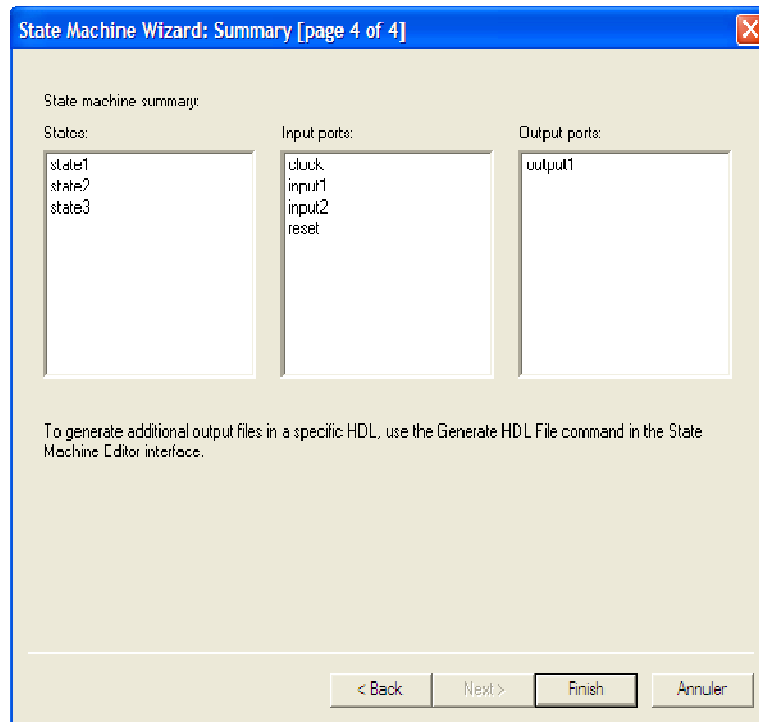 State Machine Wizard: Summary [page 4 of 4]
State machine summary:
States:
Input ports:
Output ports:
state1
state2
state3
clock
input1
input2
reset
output1
To generate additional output files in a specific HDL, use the Generate HDL File command in the State
Machine Editor interface.
< Back
Next >
Finish
Annuler